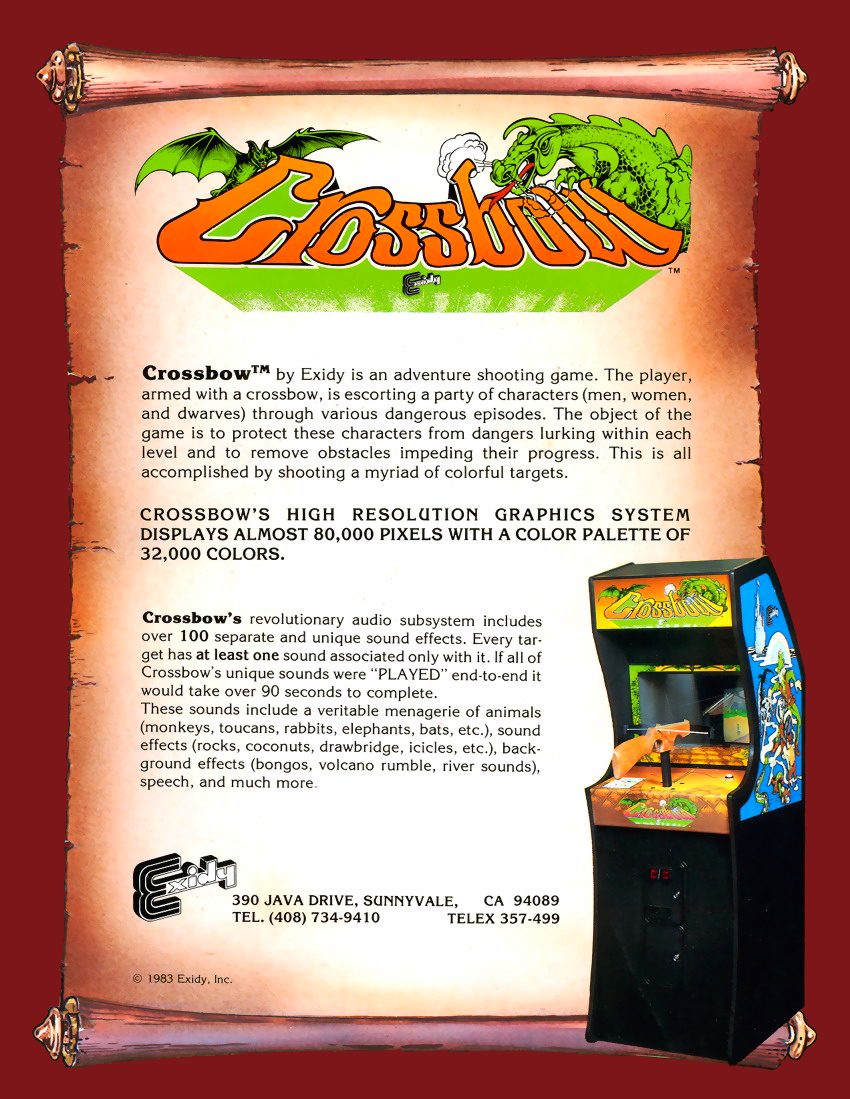 Crossbow
TM
Exidy
Crossbow™ by Exidy is an adventure shooting game. The player,
armed with a crossbow, is escorting a party of characters (men, women,
and dwarves) through various dangerous episodes. The object of the
game is to protect these characters from dangers lurking within each
level and to remove obstacles impeding their progress. This is all
accomplished by shooting a myriad of colorful targets.
CROSSBOW'S HIGH RESOLUTION GRAPHICS SYSTEM
DISPLAYS ALMOST 80,000 PIXELS WITH A COLOR PALETTE OF
32,000 COLORS.
Crossbow's revolutionary audio subsystem includes
over 100 separate and unique sound effects. Every tar-
get has at least one sound associated only with it. If all of
Crossbow's unique sounds were "PLAYED" end-to-end it
would take over 90 seconds to complete.
These sounds include a veritable menagerie of animals
(monkeys, toucans, rabbits, elephants, bats, etc.), sound
effects (rocks, coconuts, drawbridge, icicles, etc.), back-
ground effects (bongos, volcano rumble, river sounds),
speech, and much more.
Crossbow
Crossbow
Exidy
390 JAVA DRIVE, SUNNYVALE, CA 94089
TEL. (408) 734-9410 TELEX 357-499
© 1983 Exidy, Inc.